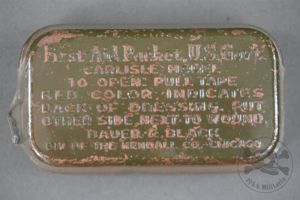 First Aid Packet, U.S. Gov't
CARLISLE MODEL
TO OPEN: PULL TAPE
RED COLOR INDICATES
BACK OF DRESSING. PUT
OTHER SIDE NEXT TO WOUND.
BAUER & BLACK
DIV OF THE KENDALL CO.-CHICAGO